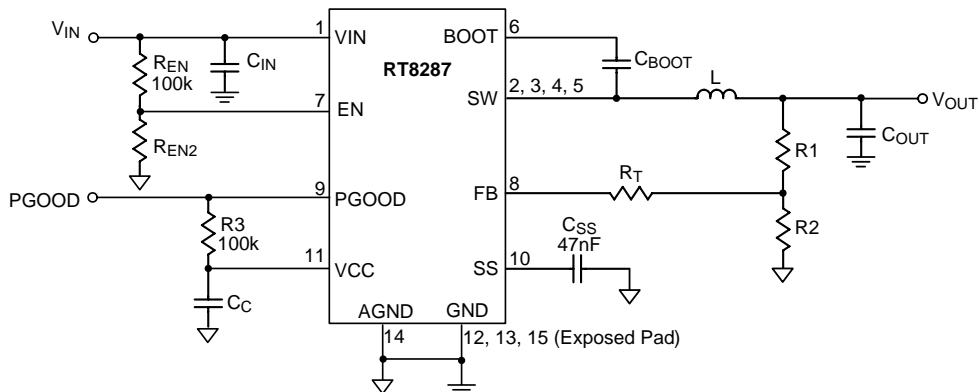 VIN
REN
100k
CIN
REN2
1
VIN
RT8287
BOOT
6
CBOOT
SW
2, 3, 4, 5
L
VOUT
COUT
R1
7
EN
PGOOD
9
PGOOD
R3
100k
FB
8
RT
R2
11
VCC
CC
SS
10
CSS
47nF
AGND
GND
14
12, 13, 15 (Exposed Pad)